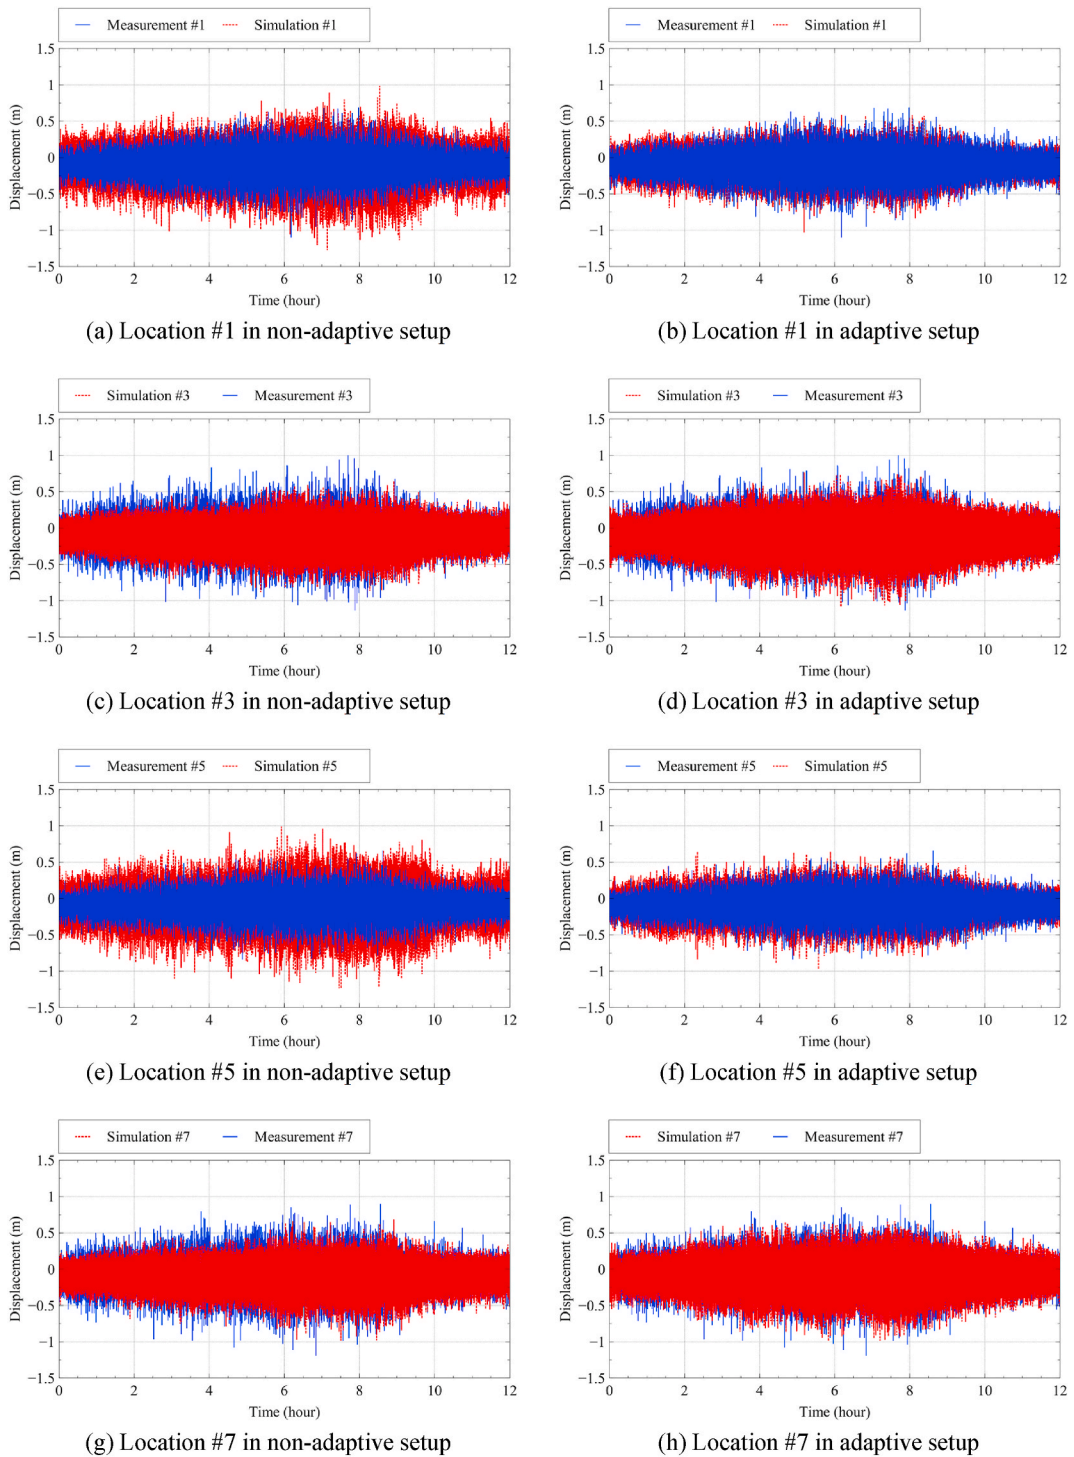 Measurement #1 Simulation #1
1.5
1
0.5
0
−0.5
−1
−1.5
Displacement (m)
0 2 4 6 8 10 12
Time (hour)
(a) Location #1 in non-adaptive setup
Measurement #1 Simulation #1
1.5
1
0.5
0
−0.5
−1
−1.5
Displacement (m)
0 2 4 6 8 10 12
Time (hour)
(b) Location #1 in adaptive setup
Simulation #3 Measurement #3
1.5
1
0.5
0
−0.5
−1
−1.5
Displacement (m)
0 2 4 6 8 10 12
Time (hour)
(c) Location #3 in non-adaptive setup
Simulation #3 Measurement #3
1.5
1
0.5
0
−0.5
−1
−1.5
Displacement (m)
0 2 4 6 8 10 12
Time (hour)
(d) Location #3 in adaptive setup
Measurement #5 Simulation #5
1.5
1
0.5
0
−0.5
−1
−1.5
Displacement (m)
0 2 4 6 8 10 12
Time (hour)
(e) Location #5 in non-adaptive setup
Measurement #5 Simulation #5
1.5
1
0.5
0
−0.5
−1
−1.5
Displacement (m)
0 2 4 6 8 10 12
Time (hour)
(f) Location #5 in adaptive setup
Simulation #7 Measurement #7
1.5
1
0.5
0
−0.5
−1
−1.5
Displacement (m)
0 2 4 6 8 10 12
Time (hour)
(g) Location #7 in non-adaptive setup
Simulation #7 Measurement #7
1.5
1
0.5
0
−0.5
−1
−1.5
Displacement (m)
0 2 4 6 8 10 12
Time (hour)
(h) Location #7 in adaptive setup